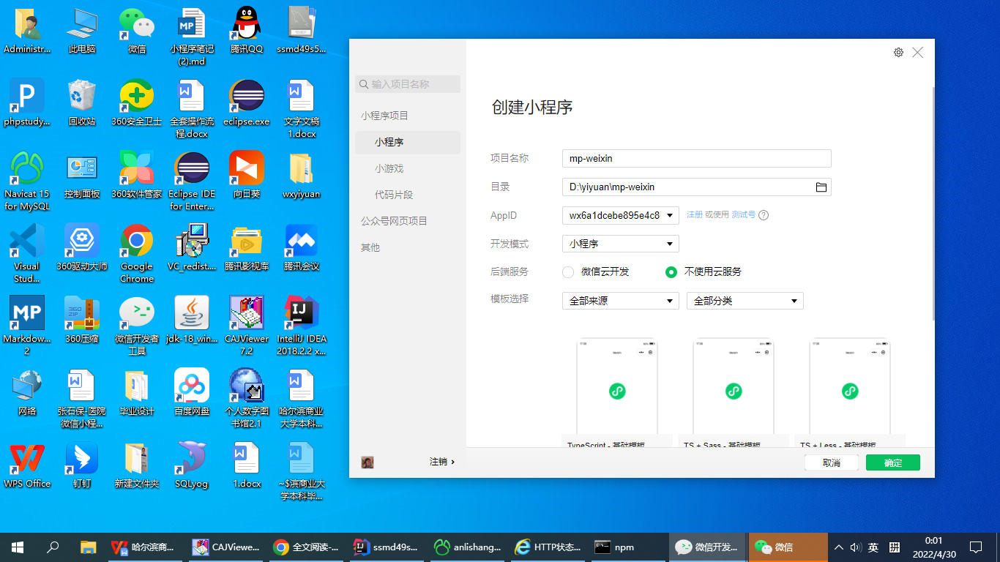 Administr...
此电脑
微信
小程序笔记
(2).md
腾讯QQ
ssmd49s5...
phpstudy...
回收站
360安全卫士
全套操作流
程.docx
eclipse.exe
文字文稿
1.docx
Navicat 15
for MySQL
控制面板
360软件管家
Eclipse IDE
for Enter...
向日葵
wxyiyuan
Visual
Stud...
360驱动大师
Google
Chrome
VC_redist....
腾讯影视库
腾讯会议
Markdow...
2
360压缩
微信开发者
工具
jdk-18_win...
CAJViewer
7.2
IntelliJ IDEA
2018.2.2 x...
网络
张石保-医院
微信小程...
毕业设计
百度网盘
个人数字图
书馆2.1
哈尔滨商业
大学本科...
WPS Office
钉钉
新建文件夹
SQLyog
1.docx
~$滨商业大
学本科毕...
输入项目名称
小程序项目
小程序
小游戏
代码片段
公众号网页项目
其他
注销 ›
创建小程序
项目名称
mp-weixin
目录
D:\yiyuan\mp-weixin
AppID
wx6a1dcebe895e4c8
注册 或使用 测试号 ?
开发模式
小程序
后端服务
微信云开发
不使用云服务
模板选择
全部来源
全部分类
TypeScript - 基础模板
TS + Sass - 基础模板
TS + Less - 基础模板
取消
确定
哈尔滨商...
CAJViewe...
全文阅读-...
ssmd49s...
anlishang...
HTTP状态...
npm
微信开发...
微信
英
拼
0:01
2022/4/30